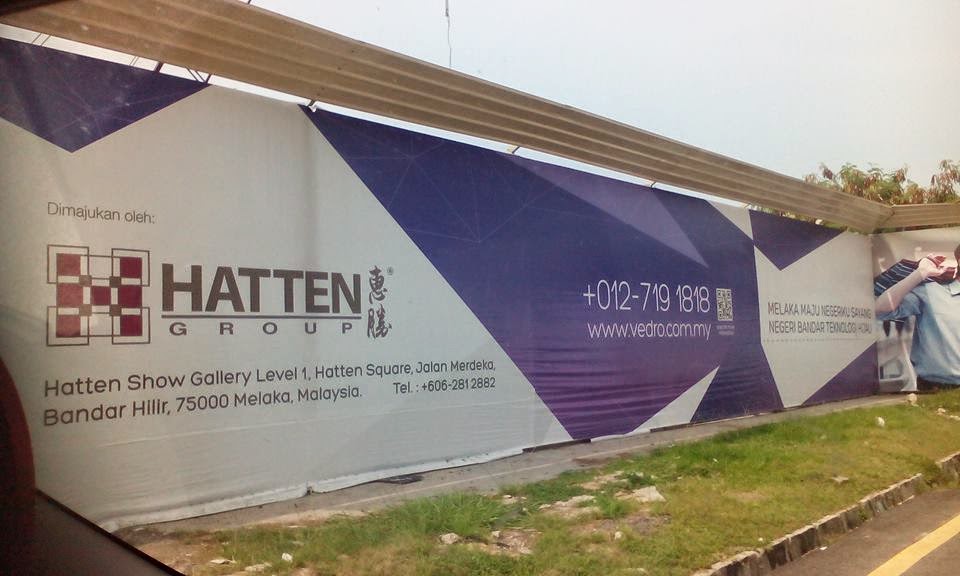 Dimajukan oleh:
HATTEN®
GROUP
惠勝
Hatten Show Gallery Level 1, Hatten Square, Jalan Merdeka,
Bandar Hilir, 75000 Melaka, Malaysia. Tel. : +606-281 2882
+012-719 1818
www.vedro.com.my
MELAKA MAJU NEGERIKU SAYANG
NEGERI BANDAR TEKNOLOGI HIJAU